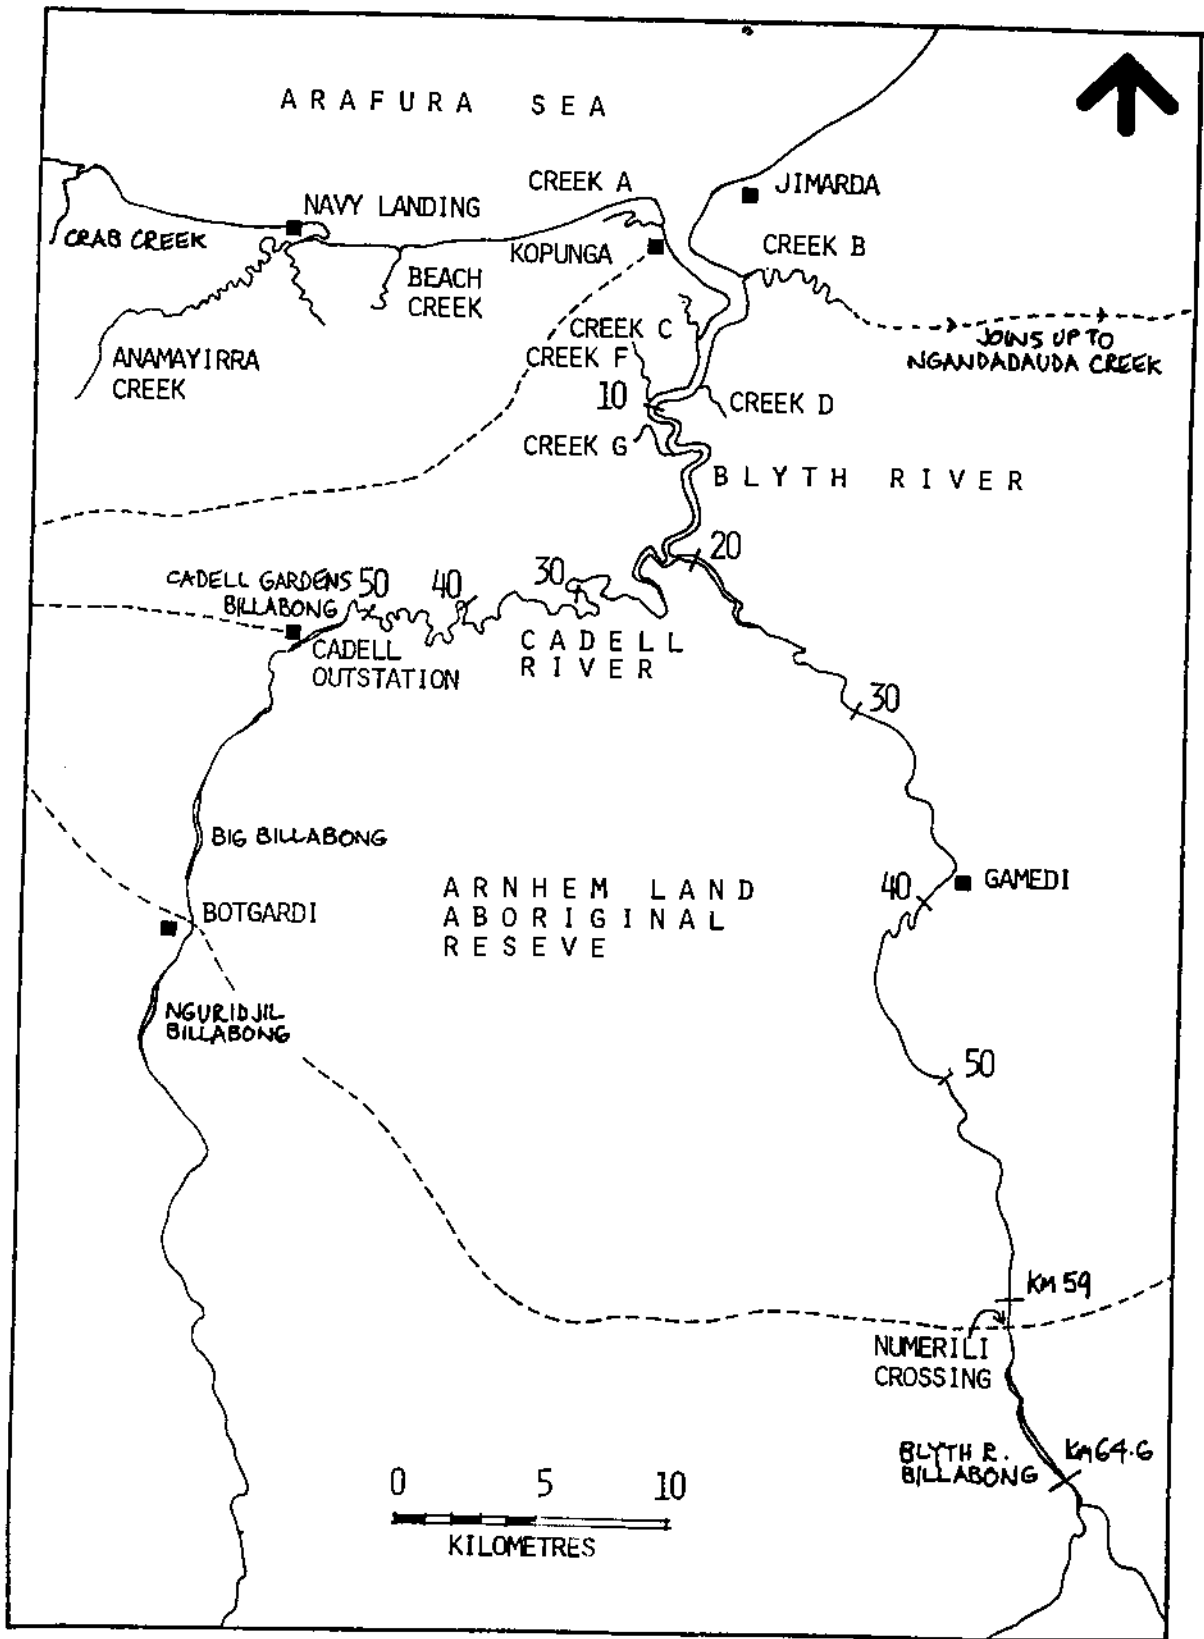 ARAFURA SEA
CREEK A
JIMARDA
NAVY LANDING
CRAB CREEK
KOPUNGA
CREEK B
BEACH
CREEK
CREEK C
JOINS UP TO
NGANDADAUDA CREEK
ANAMAYIRRA
CREEK
CREEK F
10
CREEK D
CREEK G
BLYTH RIVER
20
CADELL GARDENS
BILLABONG
50
40
30
CADELL
RIVER
CADELL
OUTSTATION
30
BIG BILLABONG
ARNHEM LAND
ABORIGINAL
RESEVE
40
GAMEDI
BOTGARDI
NGURIDJIL
BILLABONG
50
KM 59
NUMERILI
CROSSING
BLYTH R.
BILLABONG
KM 64.6
0 5 10
KILOMETRES